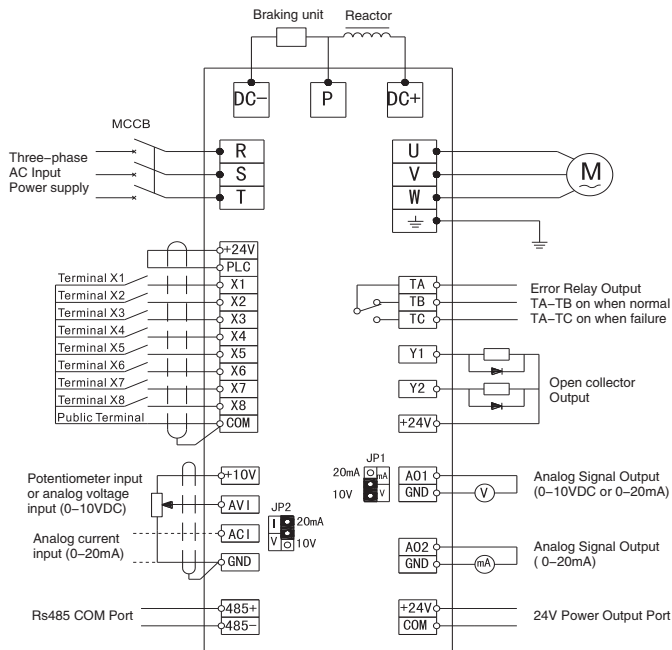 Braking unit
Reactor
DC-
P
DC+
MCCB
Three-phase
AC Input
Power supply
R
S
T
U
V
W
M
+24V
PLC
Terminal X1
X1
Terminal X2
X2
Terminal X3
X3
Terminal X4
X4
Terminal X5
X5
Terminal X6
X6
Terminal X7
X7
Terminal X8
X8
Public Terminal
COM
TA
TB
TC
Error Relay Output
TA-TB on when normal
TA-TC on when failure
Y1
Y2
+24V
Open collector
Output
Potentiometer input
or analog voltage
input (0-10VDC)
Analog current
input (0-20mA)
+10V
AVI
ACI
GND
JP2
I
20mA
V
10V
JP1
20mA
mA
10V
V
AO1
GND
V
Analog Signal Output
(0-10VDC or 0-20mA)
AO2
GND
mA
Analog Signal Output
( 0-20mA)
Rs485 COM Port
485+
485-
+24V
COM
24V Power Output Port